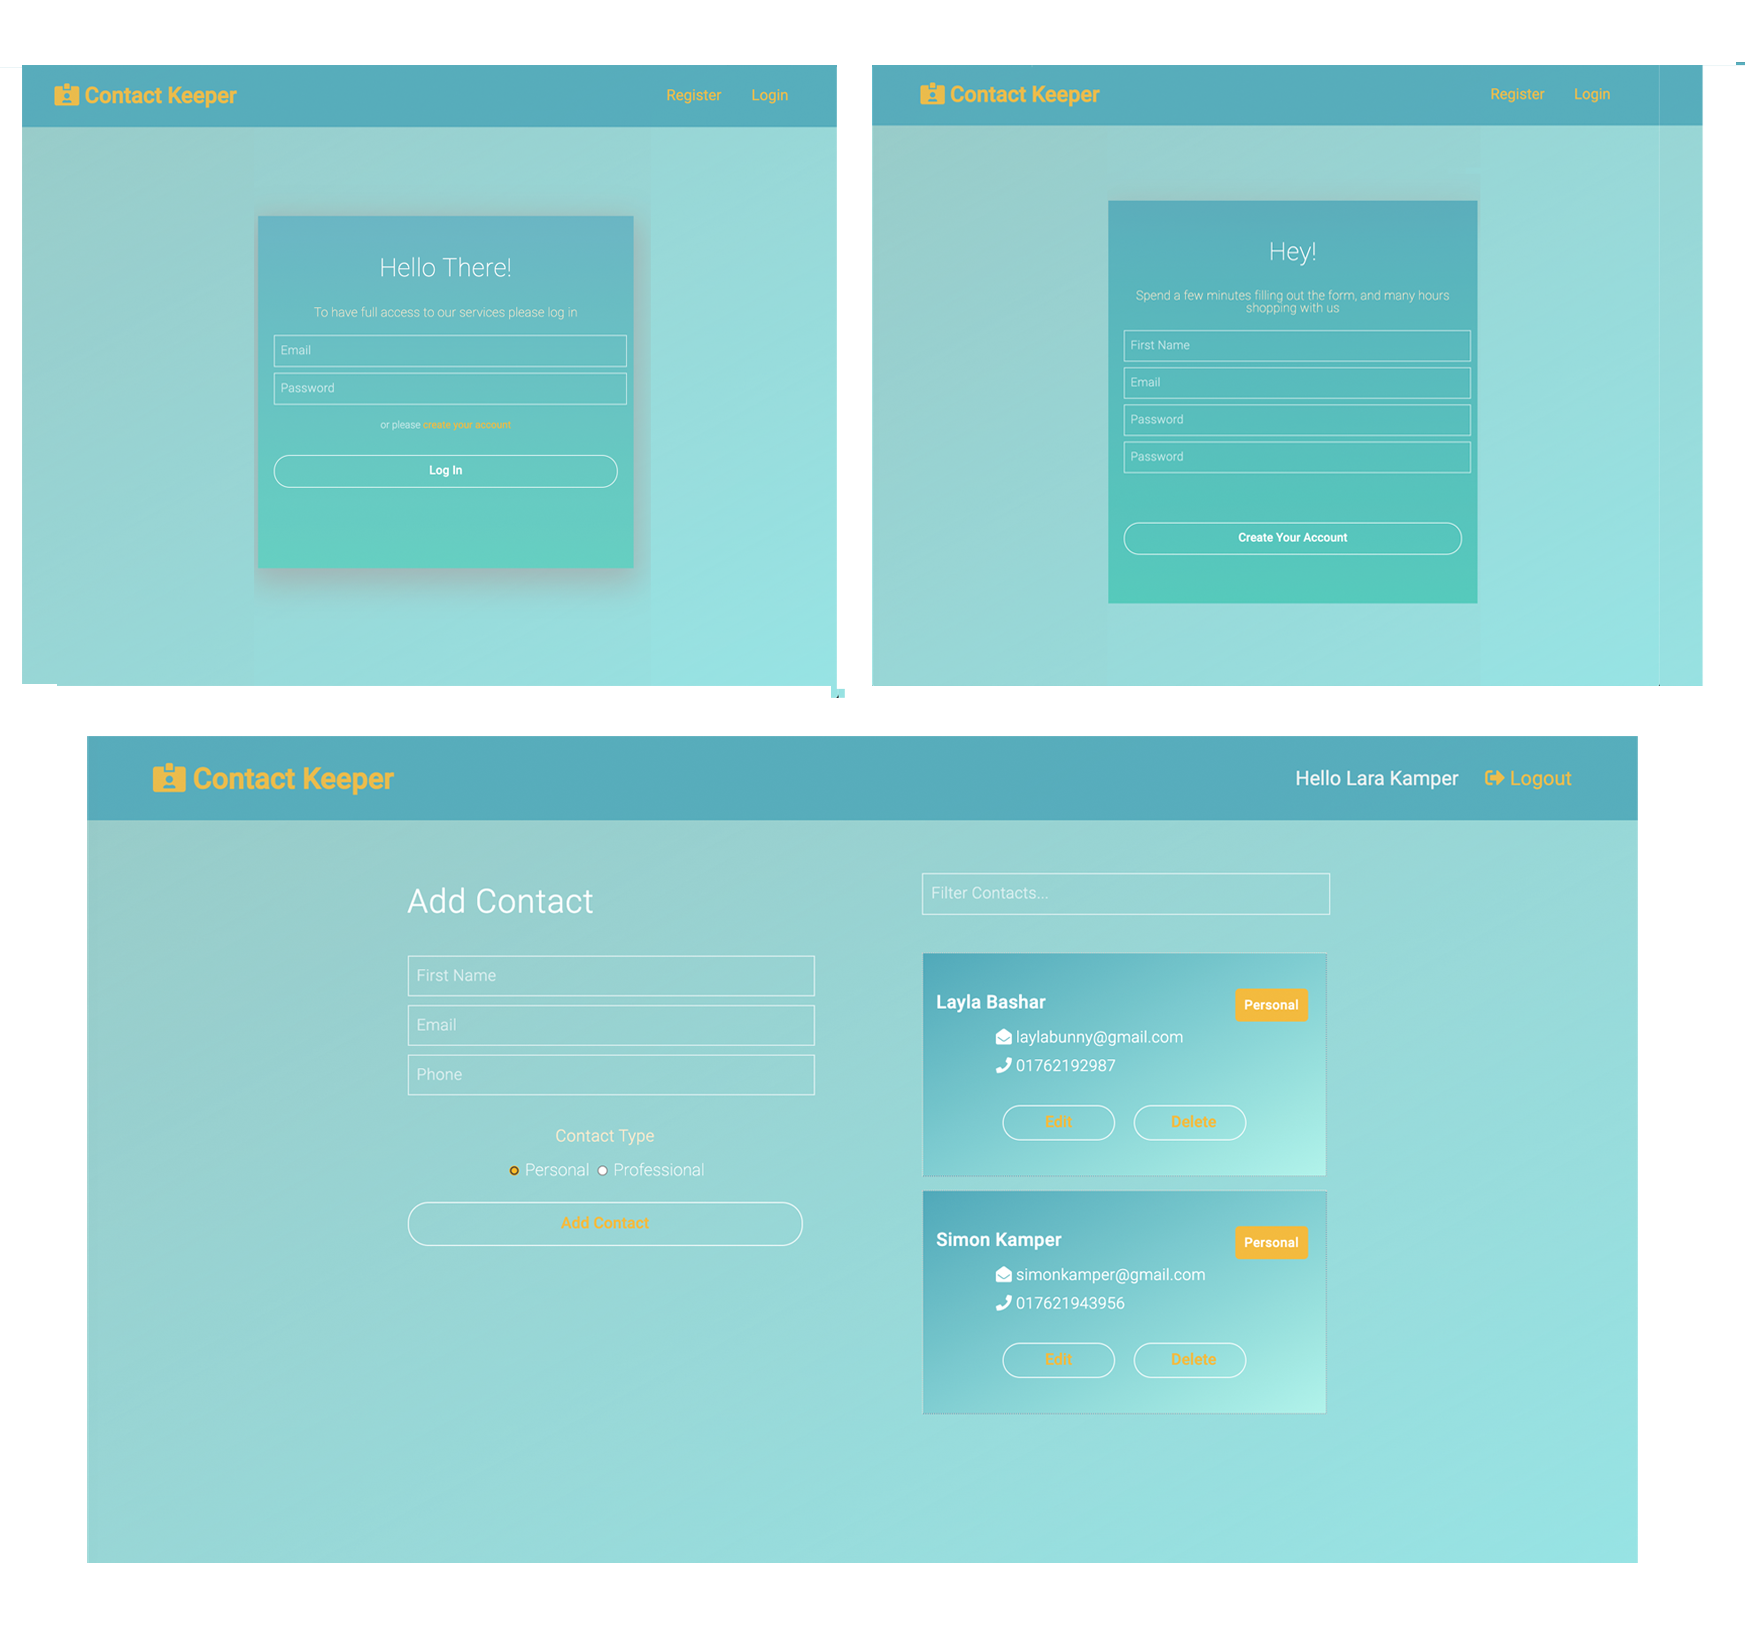 Contact Keeper
Register Login
Hello There!
To have full access to our services please log in
Email
Password
or please create your account
Log In
Contact Keeper
Register Login
Hey!
Spend a few minutes filling out the form, and many hours
shopping with us
First Name
Email
Password
Password
Create Your Account
Contact Keeper
Hello Lara Kamper Logout
Add Contact
First Name
Email
Phone
Contact Type
Personal Professional
Add Contact
Filter Contacts...
Layla Bashar Personal
laylabunny@gmail.com
01762192987
Edit Delete
Simon Kamper Personal
simonkamper@gmail.com
017621943956
Edit Delete